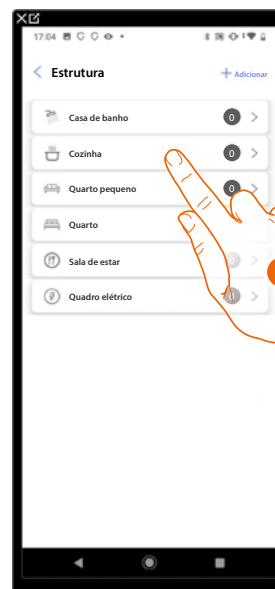 17:04
Estrutura
Adicionar
Casa de banho 0
Cozinha 0
Quarto pequeno 0
Quarto
Sala de estar 0
Quadro elétrico